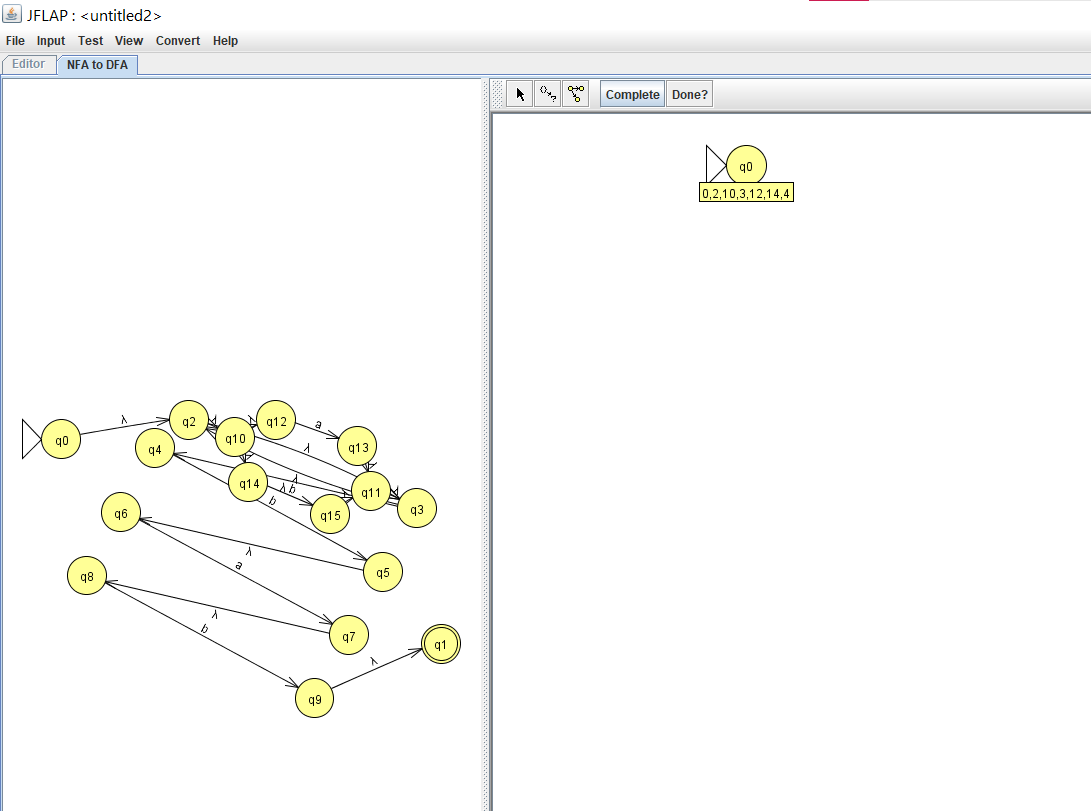 JFLAP : <untitled2>
File Input Test View Convert Help
Editor NFA to DFA
Complete Done?
q0
0,2,10,3,12,14,4
λ
q0
q2
q12
q10
q4
a
q13
λ
q14
λ
λ b
q11
q15
q3
b
q6
λ
a
q5
q8
λ
b
q7
q1
λ
q9